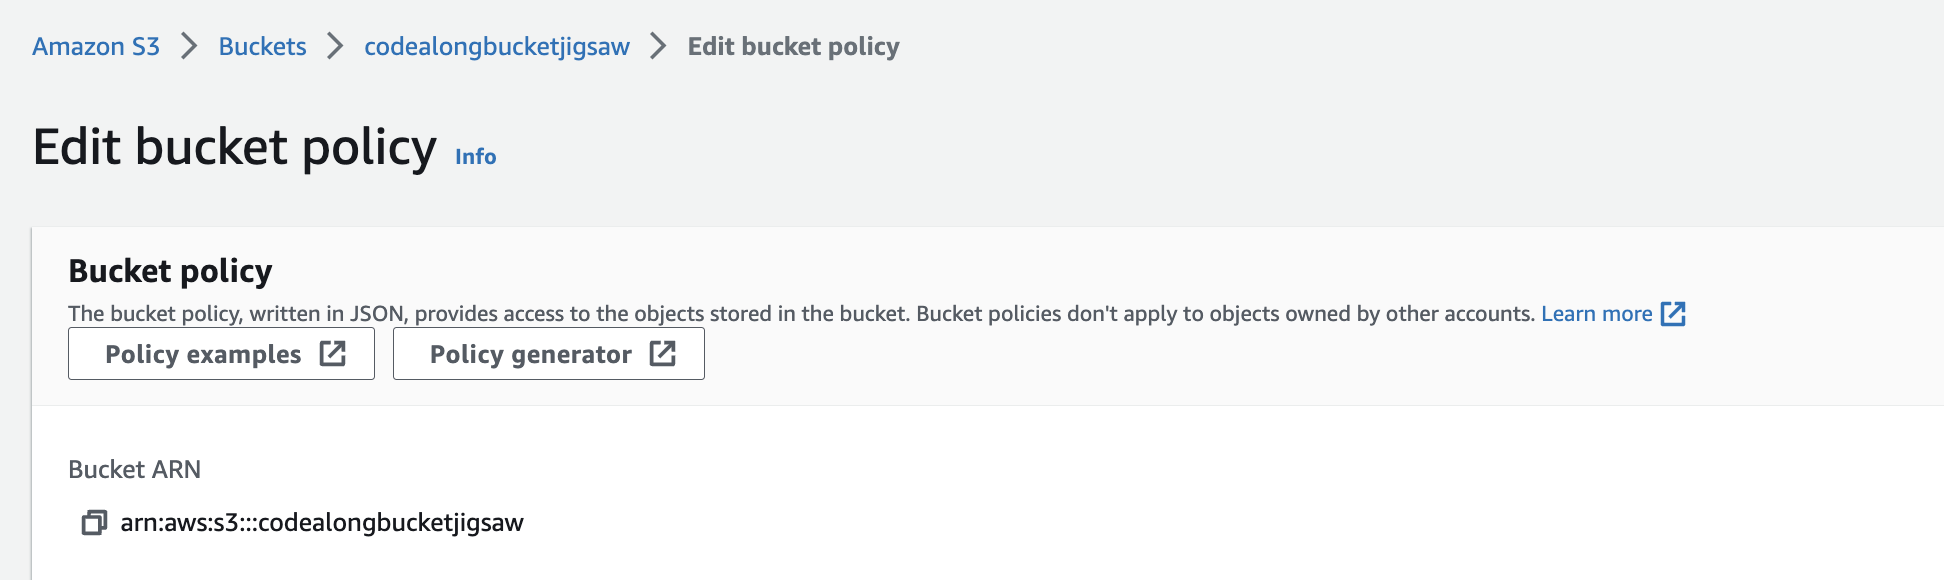 Amazon S3 > Buckets > codealongbucketjigsaw > Edit bucket policy
Edit bucket policy Info
Bucket policy
The bucket policy, written in JSON, provides access to the objects stored in the bucket. Bucket policies don't apply to objects owned by other accounts. Learn more
Policy examples Policy generator
Bucket ARN
arn:aws:s3:::codealongbucketjigsaw